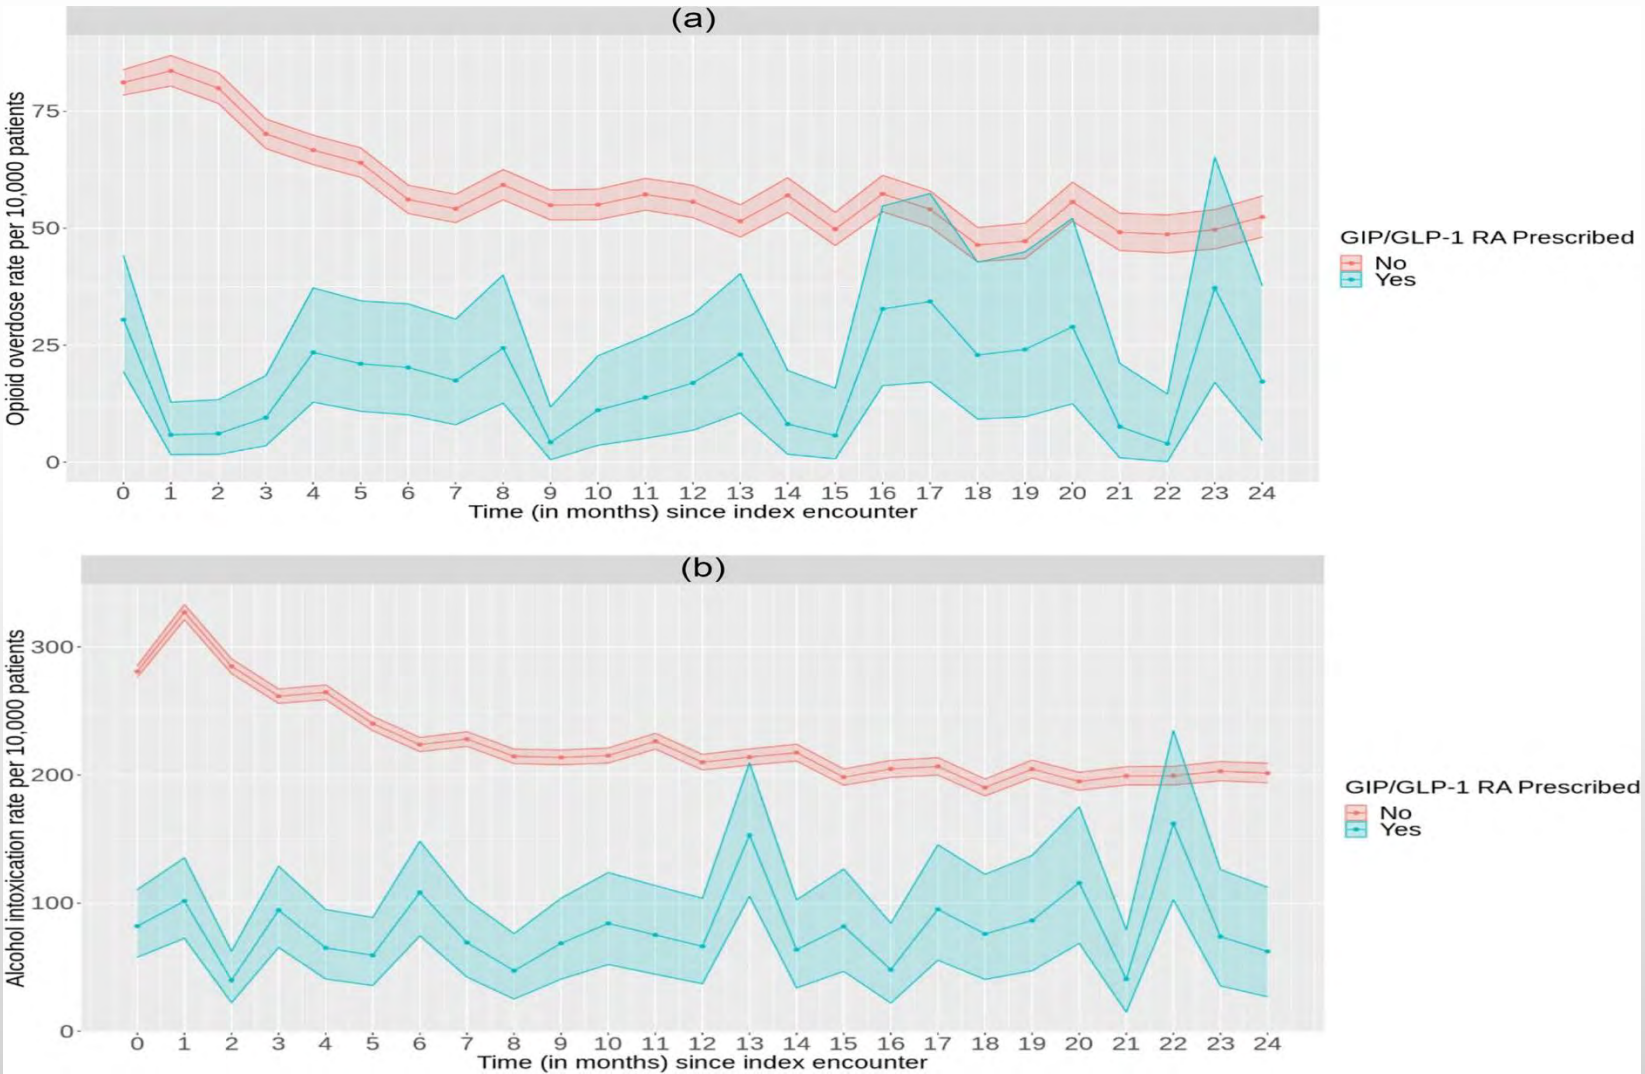 (a)
Opioid overdose rate per 10,000 patients
75
50
25
0
0 1 2 3 4 5 6 7 8 9 10 11 12 13 14 15 16 17 18 19 20 21 22 23 24
Time (in months) since index encounter
GIP/GLP-1 RA Prescribed
No
Yes
(b)
Alcohol intoxication rate per 10,000 patients
300
200
100
0
0 1 2 3 4 5 6 7 8 9 10 11 12 13 14 15 16 17 18 19 20 21 22 23 24
Time (in months) since index encounter
GIP/GLP-1 RA Prescribed
No
Yes